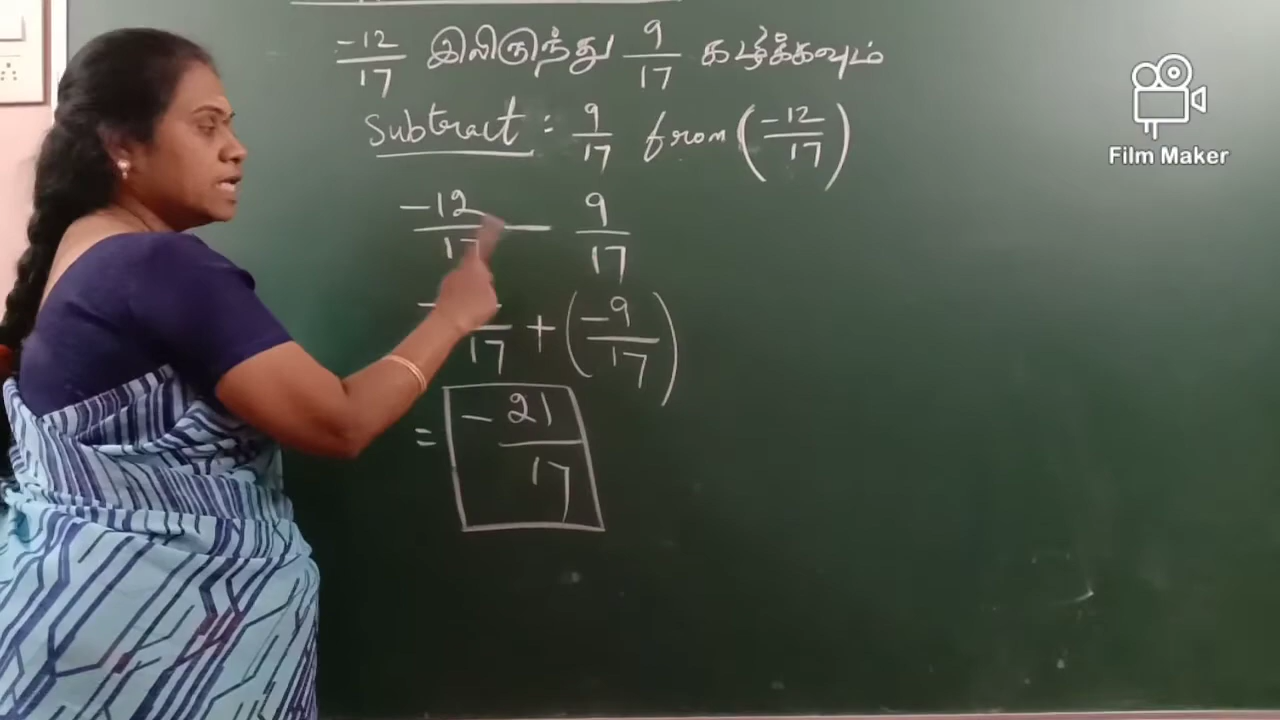 -12/17 இலிருந்து 9/17 கழிக்கவும்
Subtract : 9/17 from (-12/17)
-12/17 - 9/17
17 + (-9/17)
= -21/17
Film Maker